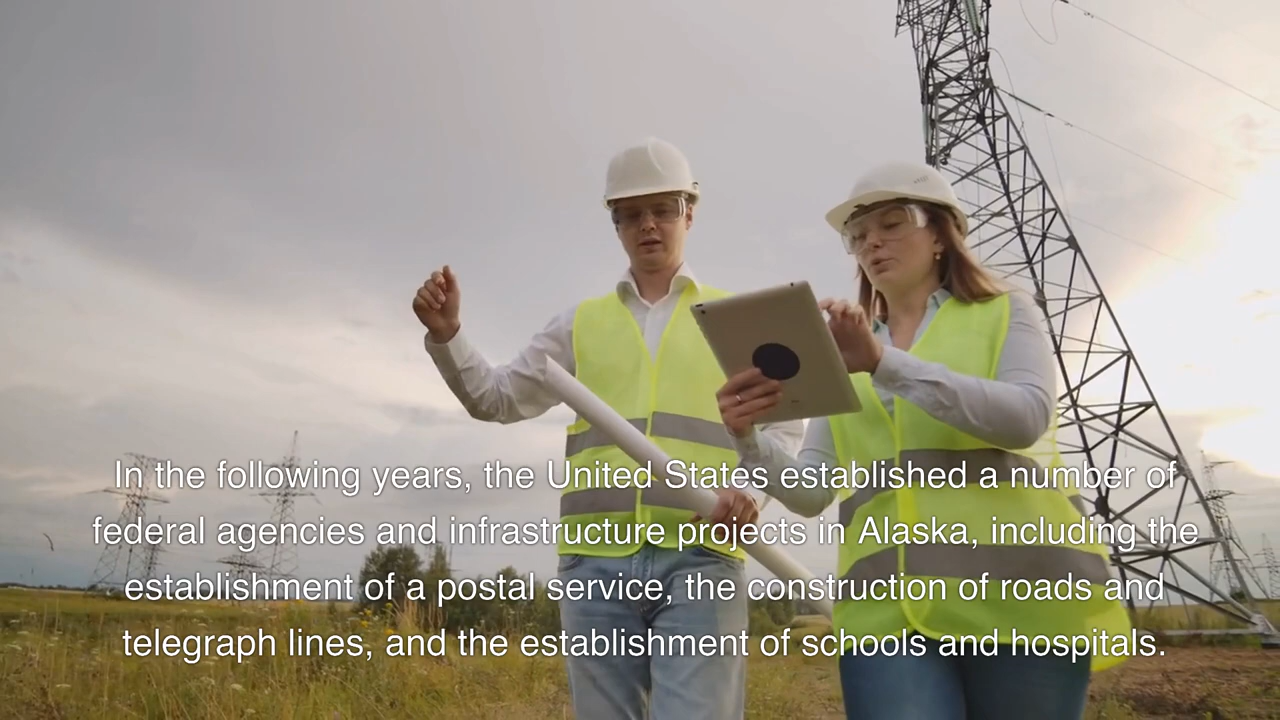 In the following years, the United States established a number of
federal agencies and infrastructure projects in Alaska, including the
establishment of a postal service, the construction of roads and
telegraph lines, and the establishment of schools and hospitals.